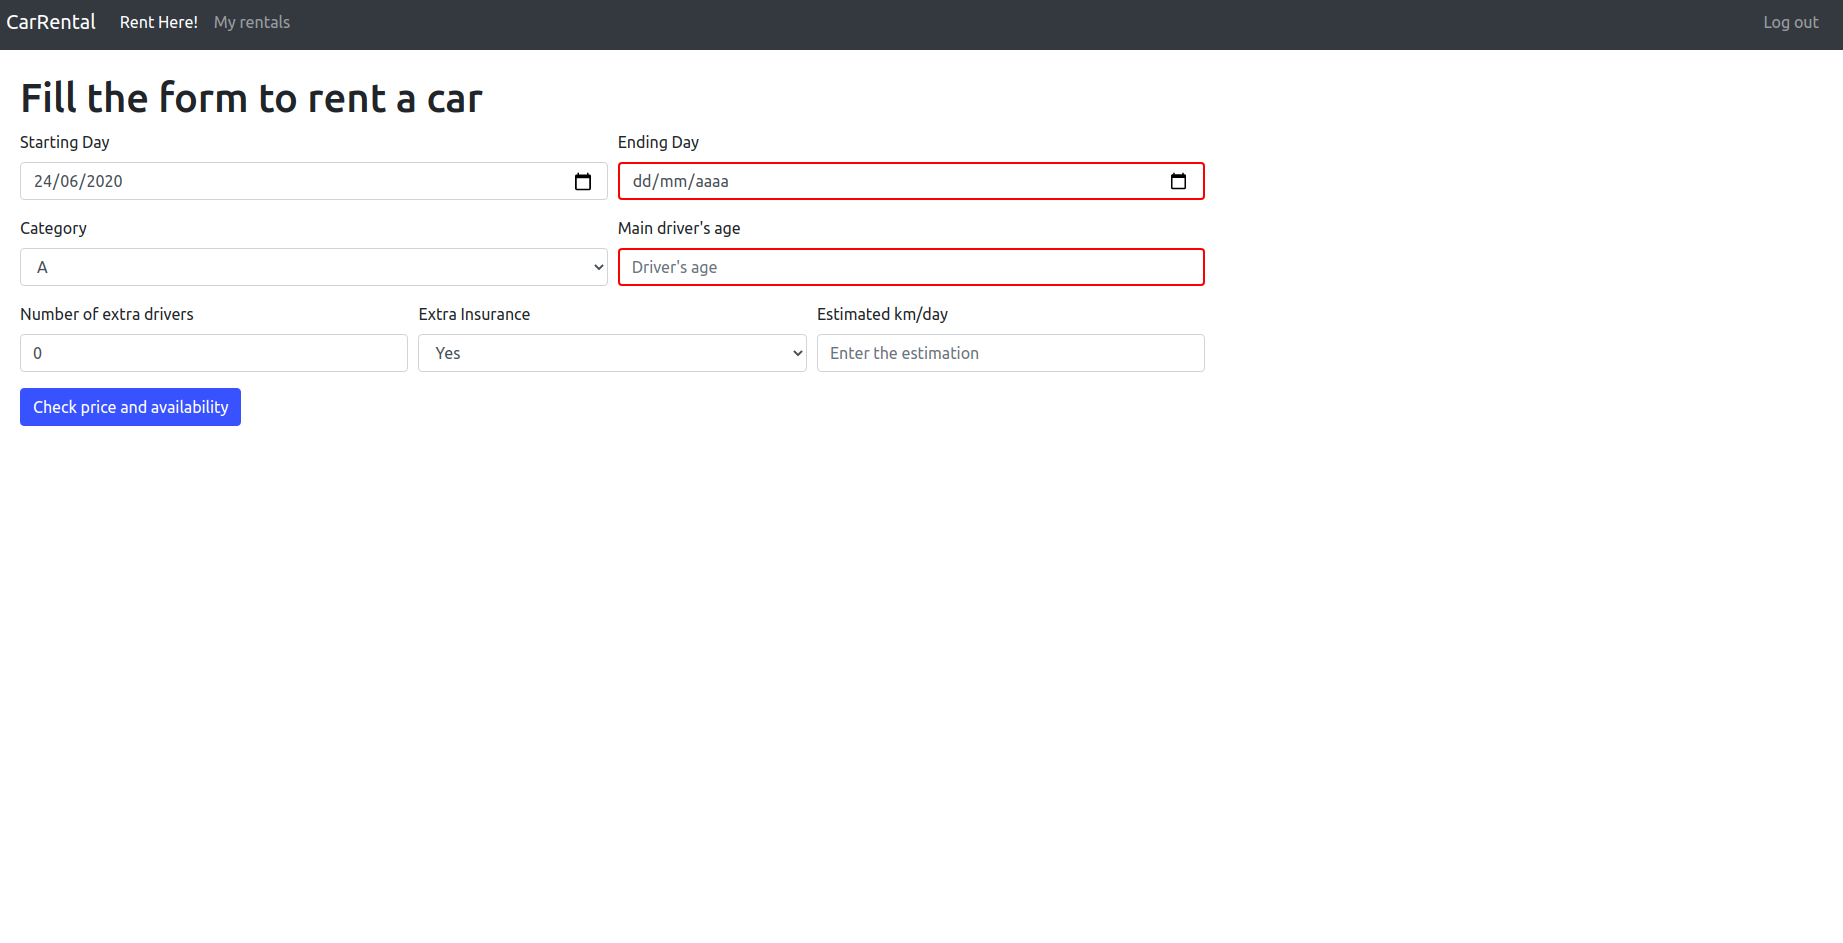 CarRental Rent Here! My rentals Log out
Fill the form to rent a car
Starting Day Ending Day
24/06/2020 dd/mm/aaaa
Category Main driver's age
A Driver's age
Number of extra drivers Extra Insurance Estimated km/day
0 Yes Enter the estimation
Check price and availability